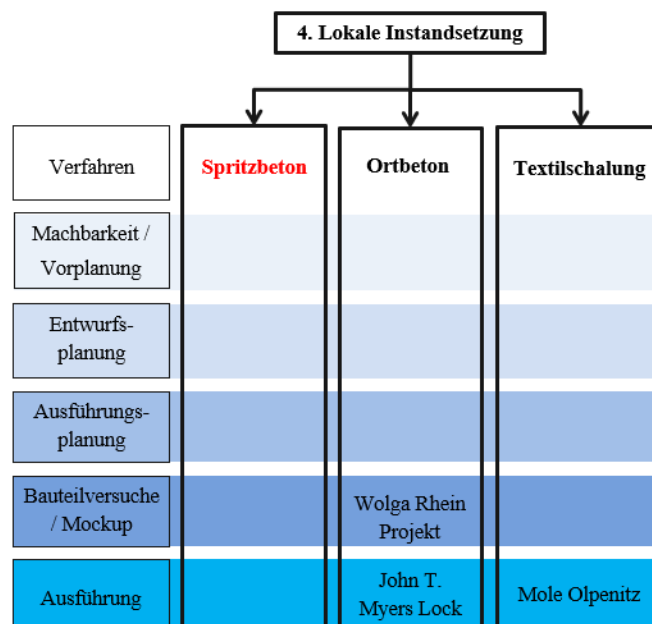 4. Lokale Instandsetzung
Verfahren
Spritzbeton
Ortbeton
Textilschalung
Machbarkeit /
Vorplanung
Entwurfs-
planung
Ausführungs-
planung
Bauteilversuche
/ Mockup
Wolga Rhein
Projekt
Ausführung
John T.
Myers Lock
Mole Olpenitz